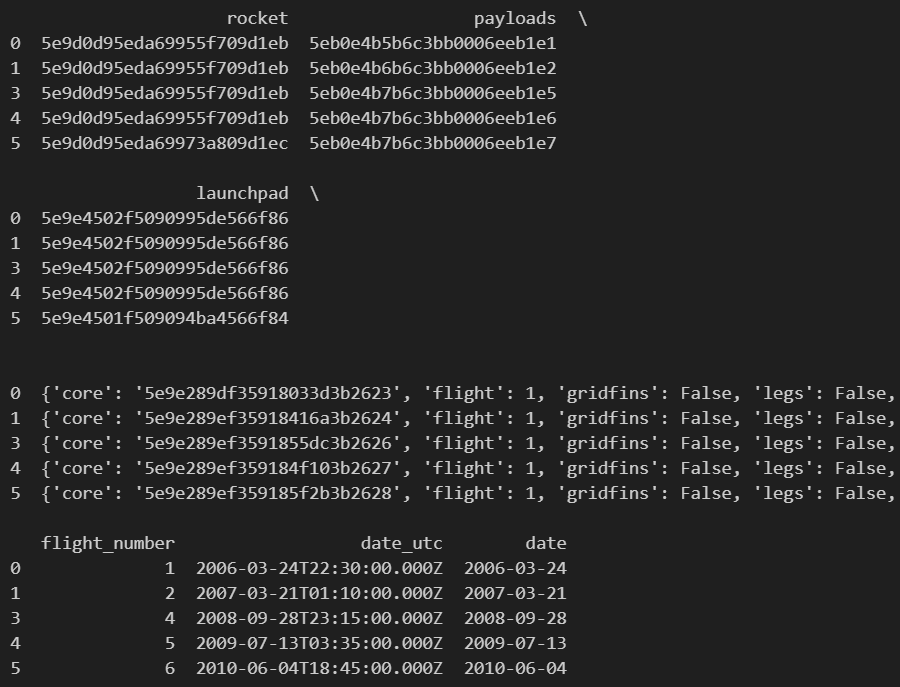 rocket payloads \
0 5e9d0d95eda69955f709d1eb 5eb0e4b5b6c3bb0006eeb1e1
1 5e9d0d95eda69955f709d1eb 5eb0e4b6b6c3bb0006eeb1e2
3 5e9d0d95eda69955f709d1eb 5eb0e4b7b6c3bb0006eeb1e5
4 5e9d0d95eda69955f709d1eb 5eb0e4b7b6c3bb0006eeb1e6
5 5e9d0d95eda69973a809d1ec 5eb0e4b7b6c3bb0006eeb1e7
launchpad \
0 5e9e4502f5090995de566f86
1 5e9e4502f5090995de566f86
3 5e9e4502f5090995de566f86
4 5e9e4502f5090995de566f86
5 5e9e4501f509094ba4566f84
0 {'core': '5e9e289df35918033d3b2623', 'flight': 1, 'gridfins': False, 'legs': False,
1 {'core': '5e9e289ef35918416a3b2624', 'flight': 1, 'gridfins': False, 'legs': False,
3 {'core': '5e9e289ef3591855dc3b2626', 'flight': 1, 'gridfins': False, 'legs': False,
4 {'core': '5e9e289ef359184f103b2627', 'flight': 1, 'gridfins': False, 'legs': False,
5 {'core': '5e9e289ef359185f2b3b2628', 'flight': 1, 'gridfins': False, 'legs': False,
flight_number date_utc date
0 1 2006-03-24T22:30:00.000Z 2006-03-24
1 2 2007-03-21T01:10:00.000Z 2007-03-21
3 4 2008-09-28T23:15:00.000Z 2008-09-28
4 5 2009-07-13T03:35:00.000Z 2009-07-13
5 6 2010-06-04T18:45:00.000Z 2010-06-04